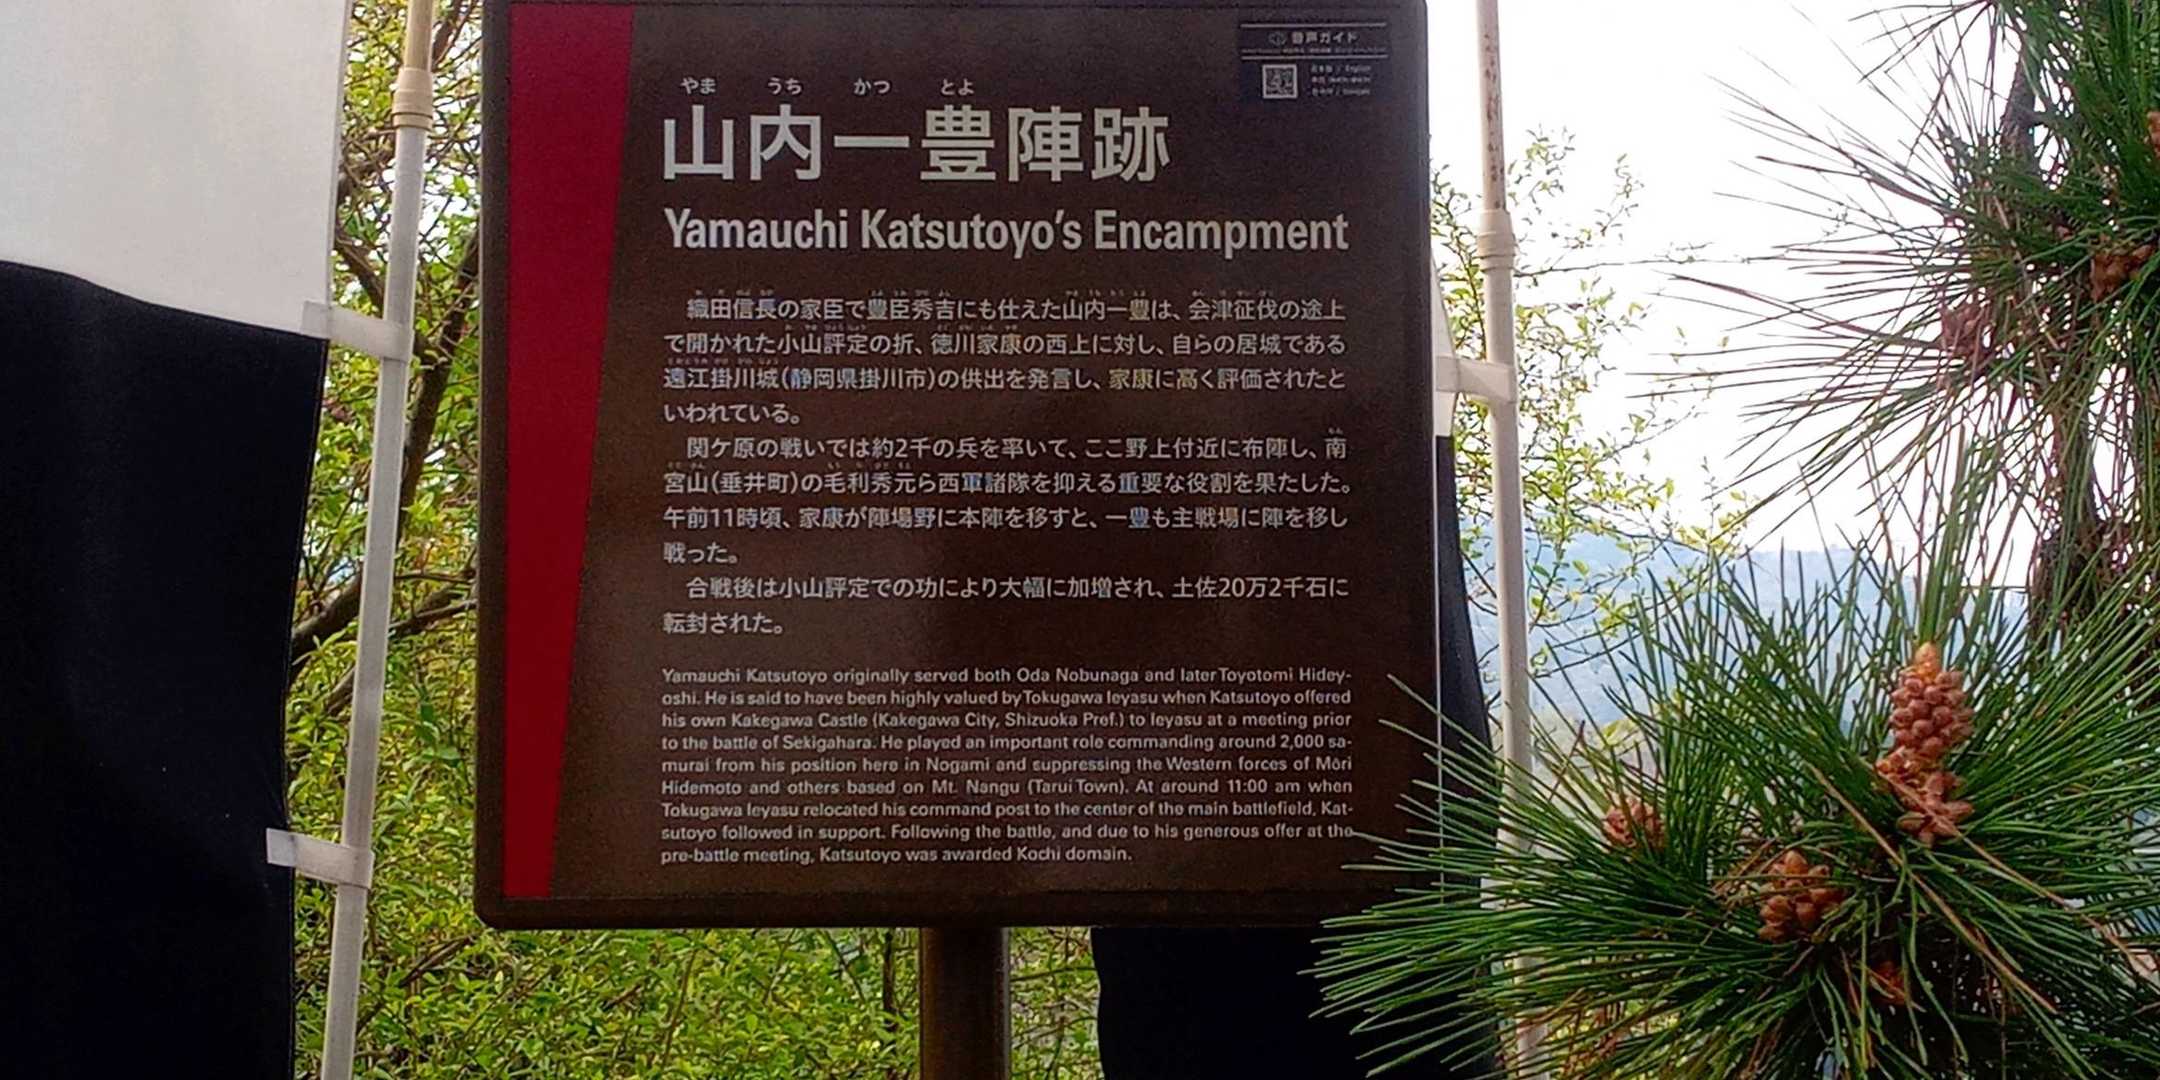 音声ガイド
やま うち かつ とよ
山内一豊陣跡
Yamauchi Katsutoyo's Encampment
織田信長の家臣で豊臣秀吉にも仕えた山内一豊は、会津征伐の途上
で開かれた小山評定の折、徳川家康の西上に対し、自らの居城である
遠江掛川城(静岡県掛川市)の供出を発言し、家康に高く評価されたと
いわれている。
関ケ原の戦いでは約2千の兵を率いて、ここ野上付近に布陣し、南
宮山(垂井町)の毛利秀元ら西軍諸隊を抑える重要な役割を果たした。
午前11時頃、家康が陣場野に本陣を移すと、一豊も主戦場に陣を移し
戦った。
合戦後は小山評定での功により大幅に加増され、土佐20万2千石に
転封された。
Yamauchi Katsutoyo originally served both Oda Nobunaga and later Toyotomi Hidey-
oshi. He is said to have been highly valued by Tokugawa Ieyasu when Katsutoyo offered
his own Kakegawa Castle (Kakegawa City, Shizuoka Pref.) to Ieyasu at a meeting prior
to the battle of Sekigahara. He played an important role commanding around 2,000 sa-
murai from his position here in Nogami and suppressing the Western forces of Mōri
Hidemoto and others based on Mt. Nangu (Tarui Town). At around 11:00 am when
Tokugawa Ieyasu relocated his command post to the center of the main battlefield, Kat-
sutoyo followed in support. Following the battle, and due to his generous offer at the
pre-battle meeting, Katsutoyo was awarded Kochi domain.